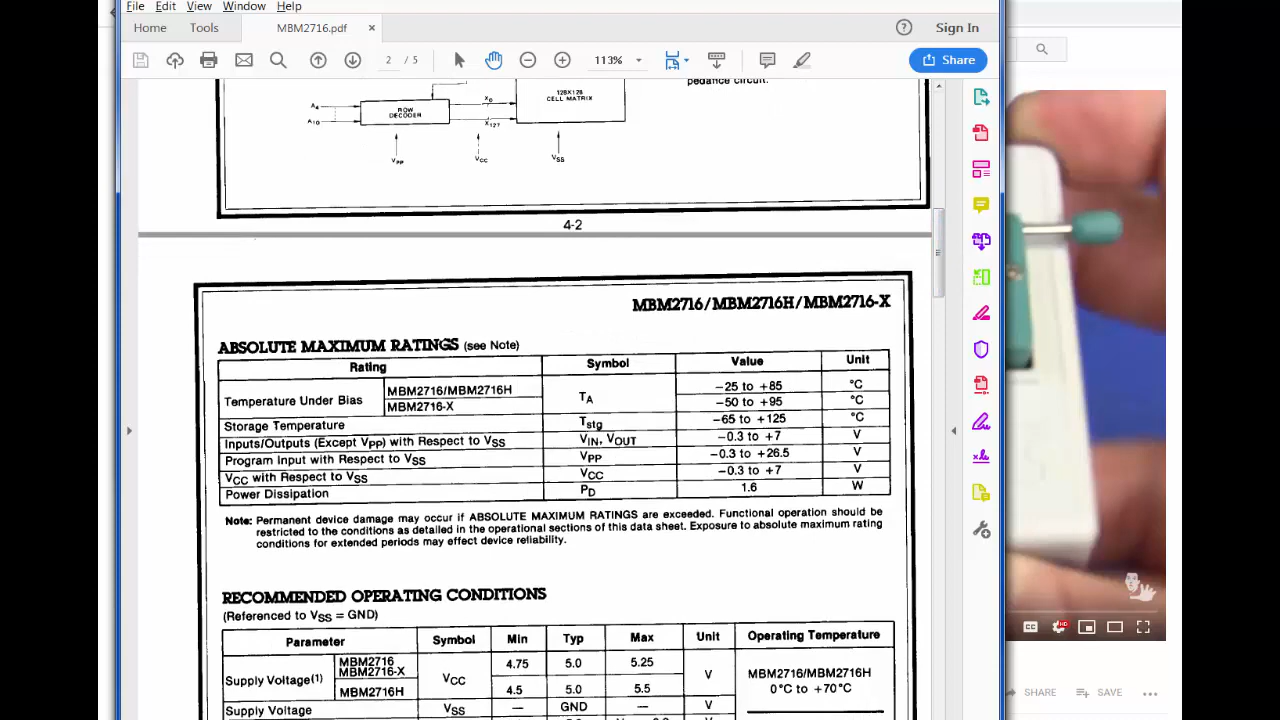 File Edit View Window Help
Home Tools MBM2716.pdf × ? Sign In
2 / 5 113% Share
pedance circuit.
128X128
CELL MATRIX
A4
A10
ROW
DECODER
X0
X127
VPP VCC VSS
4-2
MBM2716/MBM2716H/MBM2716-X
ABSOLUTE MAXIMUM RATINGS (see Note)
Rating Symbol Value Unit
Temperature Under Bias MBM2716/MBM2716H TA −25 to +85 °C
MBM2716-X −50 to +95 °C
Storage Temperature Tstg −65 to +125 °C
Inputs/Outputs (Except VPP) with Respect to VSS VIN, VOUT −0.3 to +7 V
Program Input with Respect to VSS VPP −0.3 to +26.5 V
VCC with Respect to VSS VCC −0.3 to +7 V
Power Dissipation PD 1.6 W
Note: Permanent device damage may occur if ABSOLUTE MAXIMUM RATINGS are exceeded. Functional operation should be
restricted to the conditions as detailed in the operational sections of this data sheet. Exposure to absolute maximum rating
conditions for extended periods may effect device reliability.
RECOMMENDED OPERATING CONDITIONS
(Referenced to VSS = GND)
Parameter Symbol Min Typ Max Unit Operating Temperature
Supply Voltage(1) MBM2716 MBM2716-X VCC 4.75 5.0 5.25 V MBM2716/MBM2716H
MBM2716H 4.5 5.0 5.5 0°C to +70°C
Supply Voltage VSS — GND — V
CC HD
SHARE SAVE